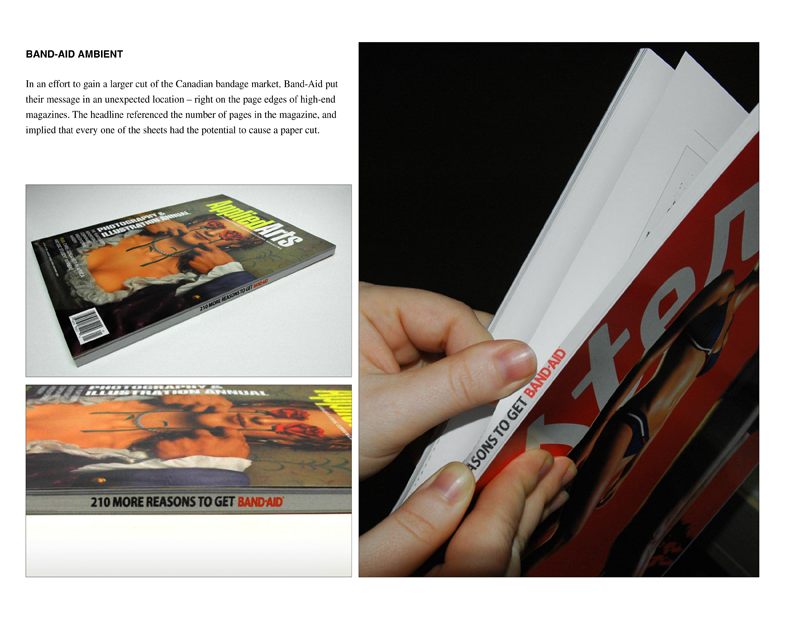 BAND-AID AMBIENT
In an effort to gain a larger cut of the Canadian bandage market, Band-Aid put
their message in an unexpected location – right on the page edges of high-end
magazines. The headline referenced the number of pages in the magazine, and
implied that every one of the sheets had the potential to cause a paper cut.
AppliedArts
PHOTOGRAPHY &
ILLUSTRATION ANNUAL
210 MORE REASONS TO GET BAND-AID
PHOTOGRAPHY &
ILLUSTRATION ANNUAL
210 MORE REASONS TO GET BAND-AID
ASONS TO GET BAND-AID